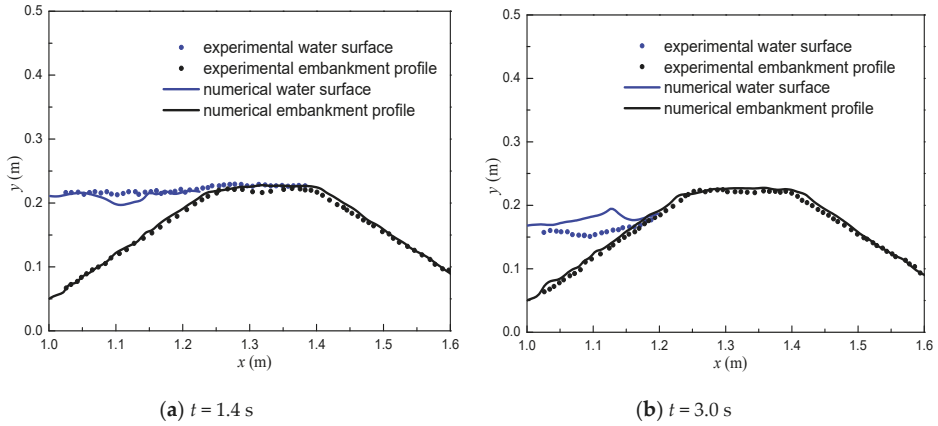 0.5
0.4
0.3
0.2
0.1
0.0
y (m)
experimental water surface
experimental embankment profile
numerical water surface
numerical embankment profile
1.0 1.1 1.2 1.3 1.4 1.5 1.6
x (m)
(a) t = 1.4 s
0.5
0.4
0.3
0.2
0.1
0.0
y (m)
experimental water surface
experimental embankment profile
numerical water surface
numerical embankment profile
1.0 1.1 1.2 1.3 1.4 1.5 1.6
x (m)
(b) t = 3.0 s